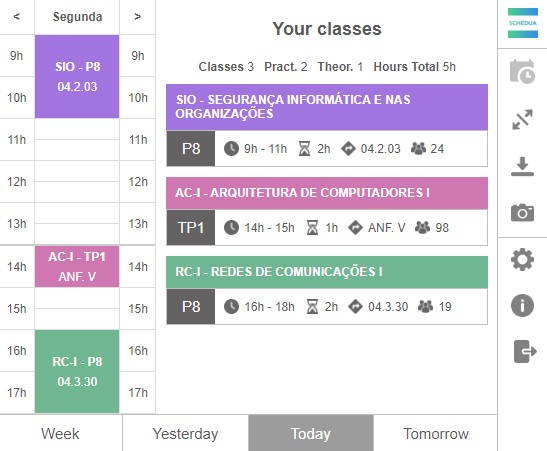 < Segunda >
9h 9h
SIO - P8
04.2.03
10h 10h
11h 11h
12h 12h
13h 13h
14h 14h
AC-I - TP1
ANF. V
15h 15h
16h 16h
RC-I - P8
04.3.30
17h 17h
Your classes
Classes 3 Pract. 2 Theor. 1 Hours Total 5h
SIO - SEGURANÇA INFORMÁTICA E NAS
ORGANIZAÇÕES
P8 9h - 11h 2h 04.2.03 24
AC-I - ARQUITETURA DE COMPUTADORES I
TP1 14h - 15h 1h ANF. V 98
RC-I - REDES DE COMUNICAÇÕES I
P8 16h - 18h 2h 04.3.30 19
SCHEDUA
Week Yesterday Today Tomorrow